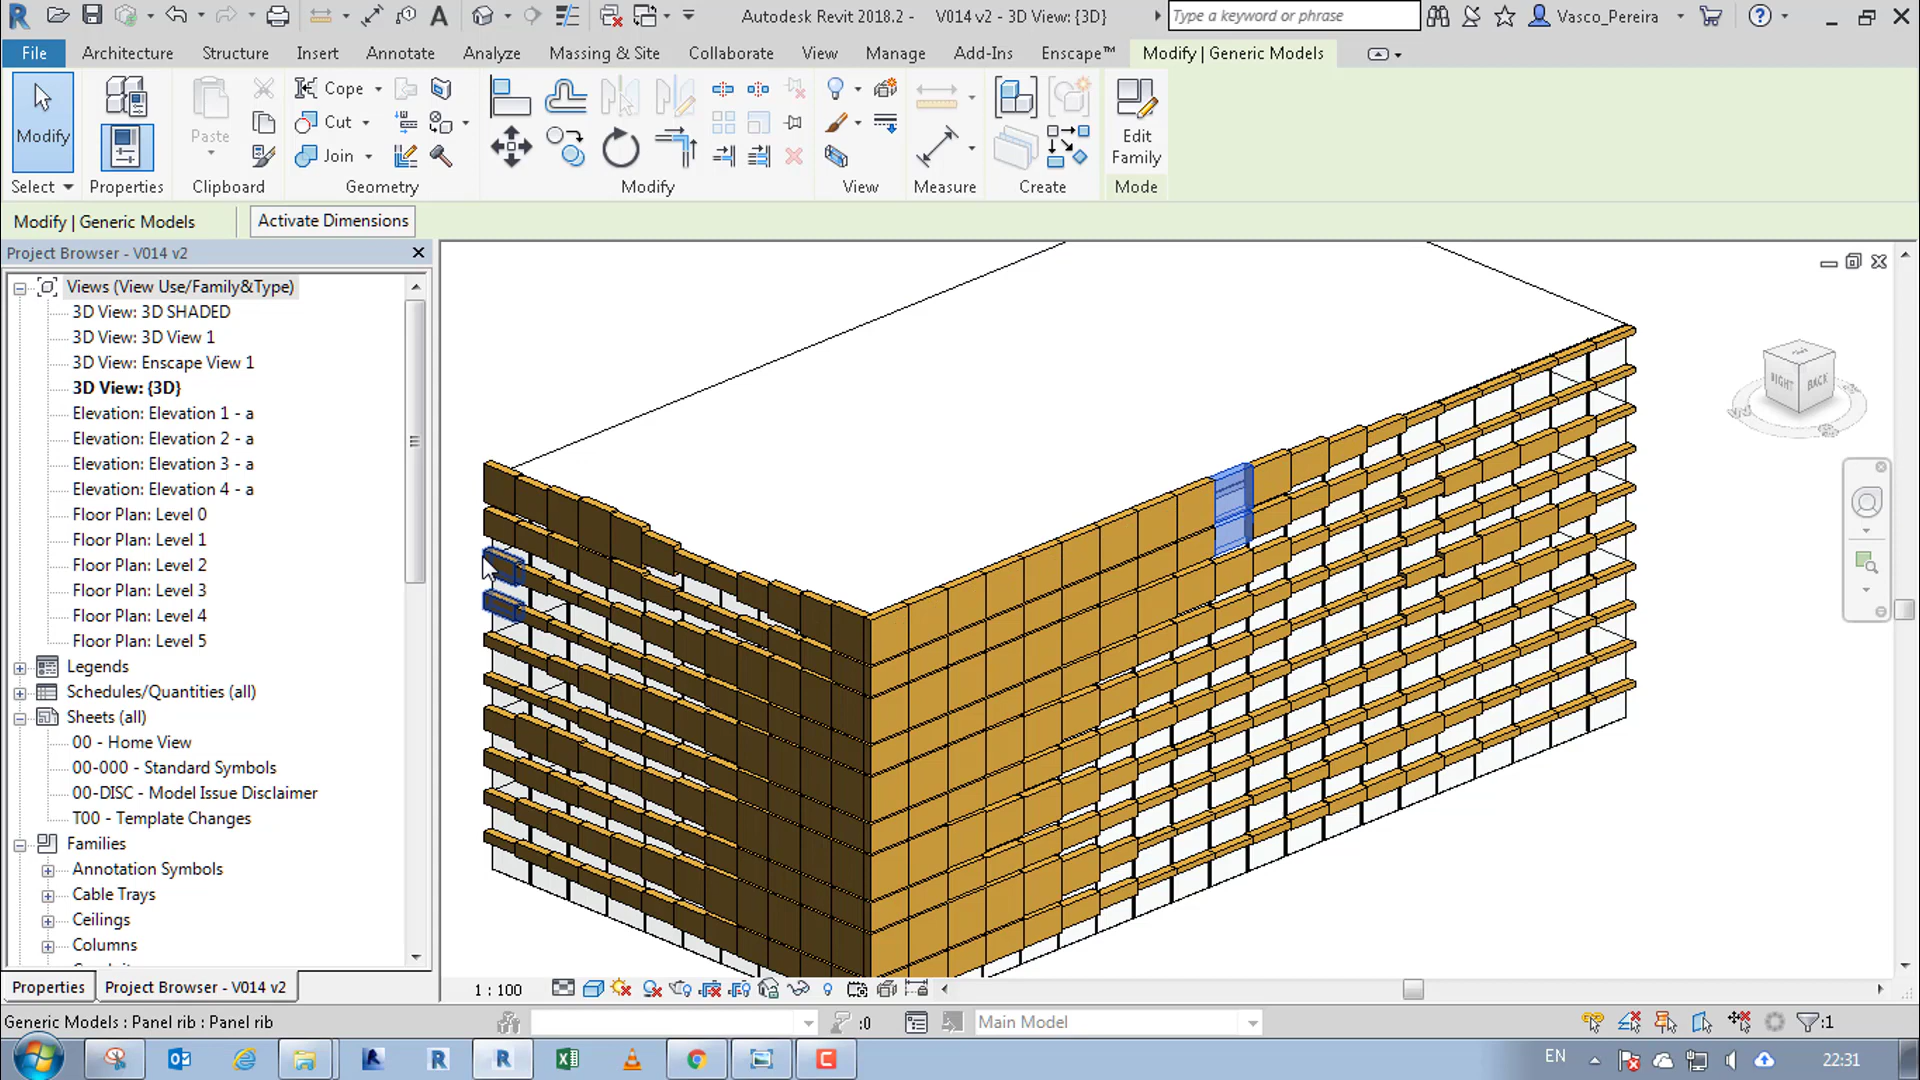 Autodesk Revit 2018.2 - V014 v2 - 3D View: {3D}
Type a keyword or phrase
Vasco_Pereira
File Architecture Structure Insert Annotate Analyze Massing & Site Collaborate View Manage Add-Ins Enscape™ Modify | Generic Models
Modify
Paste
Cope
Cut
Join
Edit
Family
Select Properties Clipboard Geometry Modify View Measure Create Mode
Modify | Generic Models
Activate Dimensions
Project Browser - V014 v2
Views (View Use/Family&Type)
3D View: 3D SHADED
3D View: 3D View 1
3D View: Enscape View 1
3D View: {3D}
Elevation: Elevation 1 - a
Elevation: Elevation 2 - a
Elevation: Elevation 3 - a
Elevation: Elevation 4 - a
Floor Plan: Level 0
Floor Plan: Level 1
Floor Plan: Level 2
Floor Plan: Level 3
Floor Plan: Level 4
Floor Plan: Level 5
Legends
Schedules/Quantities (all)
Sheets (all)
00 - Home View
00-000 - Standard Symbols
00-DISC - Model Issue Disclaimer
T00 - Template Changes
Families
Annotation Symbols
Cable Trays
Ceilings
Columns
RIGHT
BACK
Properties
Project Browser - V014 v2
1 : 100
Generic Models : Panel rib : Panel rib
:0
Main Model
:1
EN
22:31